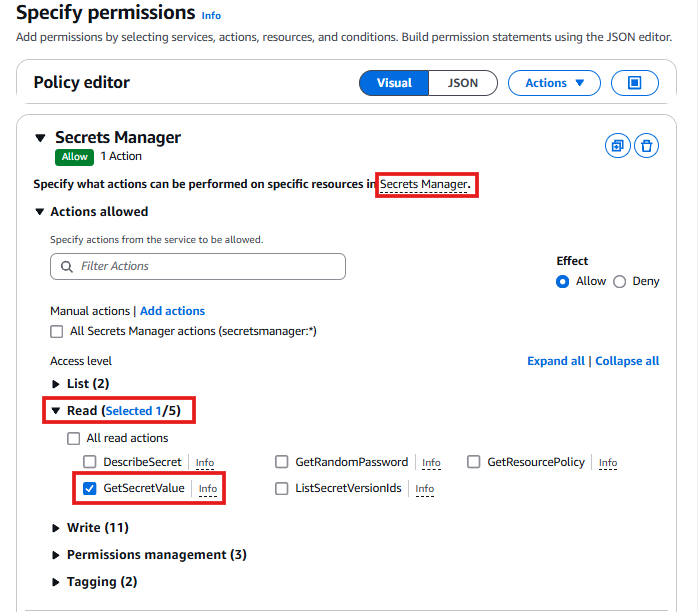 Specify permissions Info
Add permissions by selecting services, actions, resources, and conditions. Build permission statements using the JSON editor.
Policy editor
Visual
JSON
Actions
Secrets Manager
Allow
1 Action
Specify what actions can be performed on specific resources in Secrets Manager.
Actions allowed
Specify actions from the service to be allowed.
Filter Actions
Effect
Allow
Deny
Manual actions | Add actions
All Secrets Manager actions (secretsmanager:*)
Access level
Expand all | Collapse all
List (2)
Read (Selected 1/5)
All read actions
DescribeSecret Info
GetRandomPassword Info
GetResourcePolicy Info
GetSecretValue Info
ListSecretVersionIds Info
Write (11)
Permissions management (3)
Tagging (2)